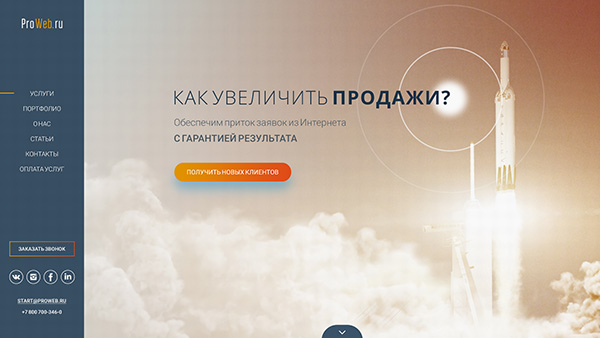 ProWeb.ru
УСЛУГИ
ПОРТФОЛИО
О НАС
СТАТЬИ
КОНТАКТЫ
ОПЛАТА УСЛУГ
ЗАКАЗАТЬ ЗВОНОК
START@PROWEB.RU
+7 800 700-346-0
КАК УВЕЛИЧИТЬ ПРОДАЖИ?
Обеспечим приток заявок из Интернета
С ГАРАНТИЕЙ РЕЗУЛЬТАТА
ПОЛУЧИТЬ НОВЫХ КЛИЕНТОВ